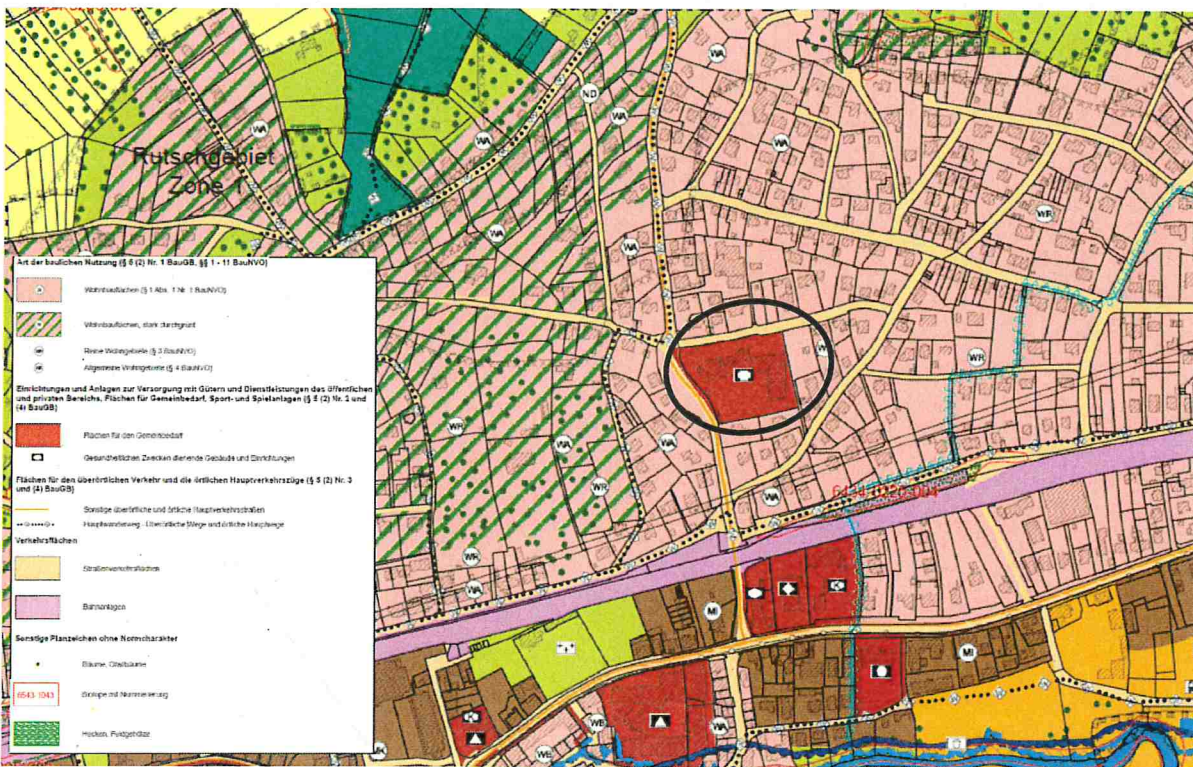 Rutschgebiet
Zone 1
Art der baulichen Nutzung (§ 5 (2) Nr. 1 BauGB, §§ 1 - 11 BauNVO)
Wohnbauflächen (§ 1 Abs. 1 Nr. 1 BauNVO)
Wohnbauflächen, stark durchgrünt
WR Reine Wohngebiete (§ 3 BauNVO)
WA Allgemeine Wohngebiete (§ 4 BauNVO)
Einrichtungen und Anlagen zur Versorgung mit Gütern und Dienstleistungen des öffentlichen
und privaten Bereichs, Flächen für Gemeinbedarf, Sport- und Spielanlagen (§ 5 (2) Nr. 2 und
(4) BauGB)
Flächen für den Gemeinbedarf
Gesundheitlichen Zwecken dienende Gebäude und Einrichtungen
Flächen für den überörtlichen Verkehr und die örtlichen Hauptverkehrszüge (§ 5 (2) Nr. 3
und (4) BauGB)
Sonstige überörtliche und örtliche Hauptverkehrsstraßen
Hauptwanderweg - Überörtliche Wege und örtliche Hauptwege
Verkehrsflächen
Straßenverkehrsflächen
Bahnanlagen
Sonstige Planzeichen ohne Normcharakter
Bäume, Obstbäume
6543-1043 Biotope mit Nummerierung
Hecken, Feldgehölze
WA
WA
ND
WA
WA
WA
WA
WA
WR
WA
WR
WR
WA
WR
WA
WA
WR
WA
MI
MI
WA
WB
WB